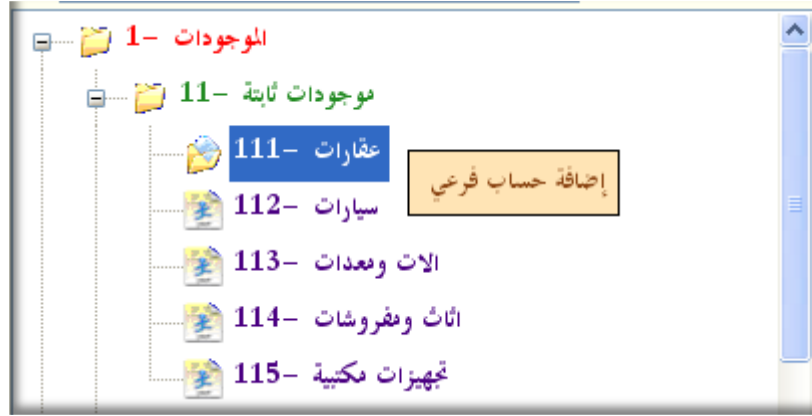 1- الموجودات
11- موجودات ثابتة
111- عقارات
إضافة حساب فرعي
112- سيارات
113- الات ومعدات
114- اثاث ومفروشات
115- تجهيزات مكتبية